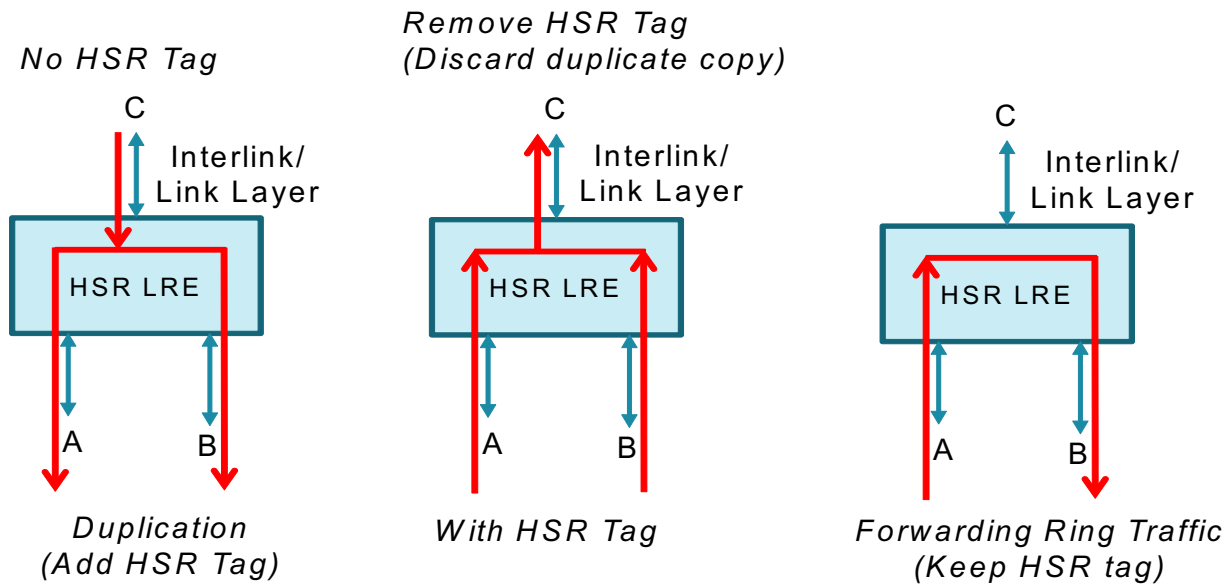 No HSR Tag
C
Interlink/
Link Layer
HSR LRE
A
B
Duplication
(Add HSR Tag)
Remove HSR Tag
(Discard duplicate copy)
C
Interlink/
Link Layer
HSR LRE
A
B
With HSR Tag
C
Interlink/
Link Layer
HSR LRE
A
B
Forwarding Ring Traffic
(Keep HSR tag)